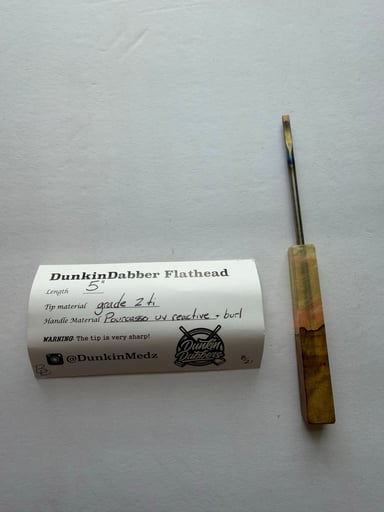 DunkinDabber Flathead
Length 5"
Tip material grade 2 ti
Handle Material Pourcasso uv reactive + burl
WARNING The tip is very sharp!
@DunkinMedz
Dunkin
Dabbers